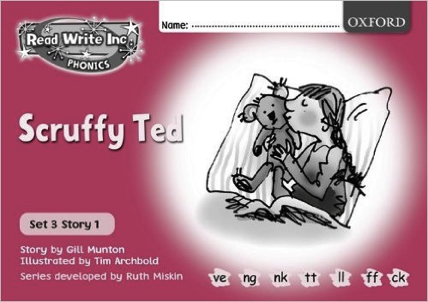 Name:
OXFORD
Read Write Inc.
PHONICS
Scruffy Ted
Set 3 Story 1
Story by Gill Munton
Illustrated by Tim Archbold
Series developed by Ruth Miskin
ve ng nk tt ll ff ck